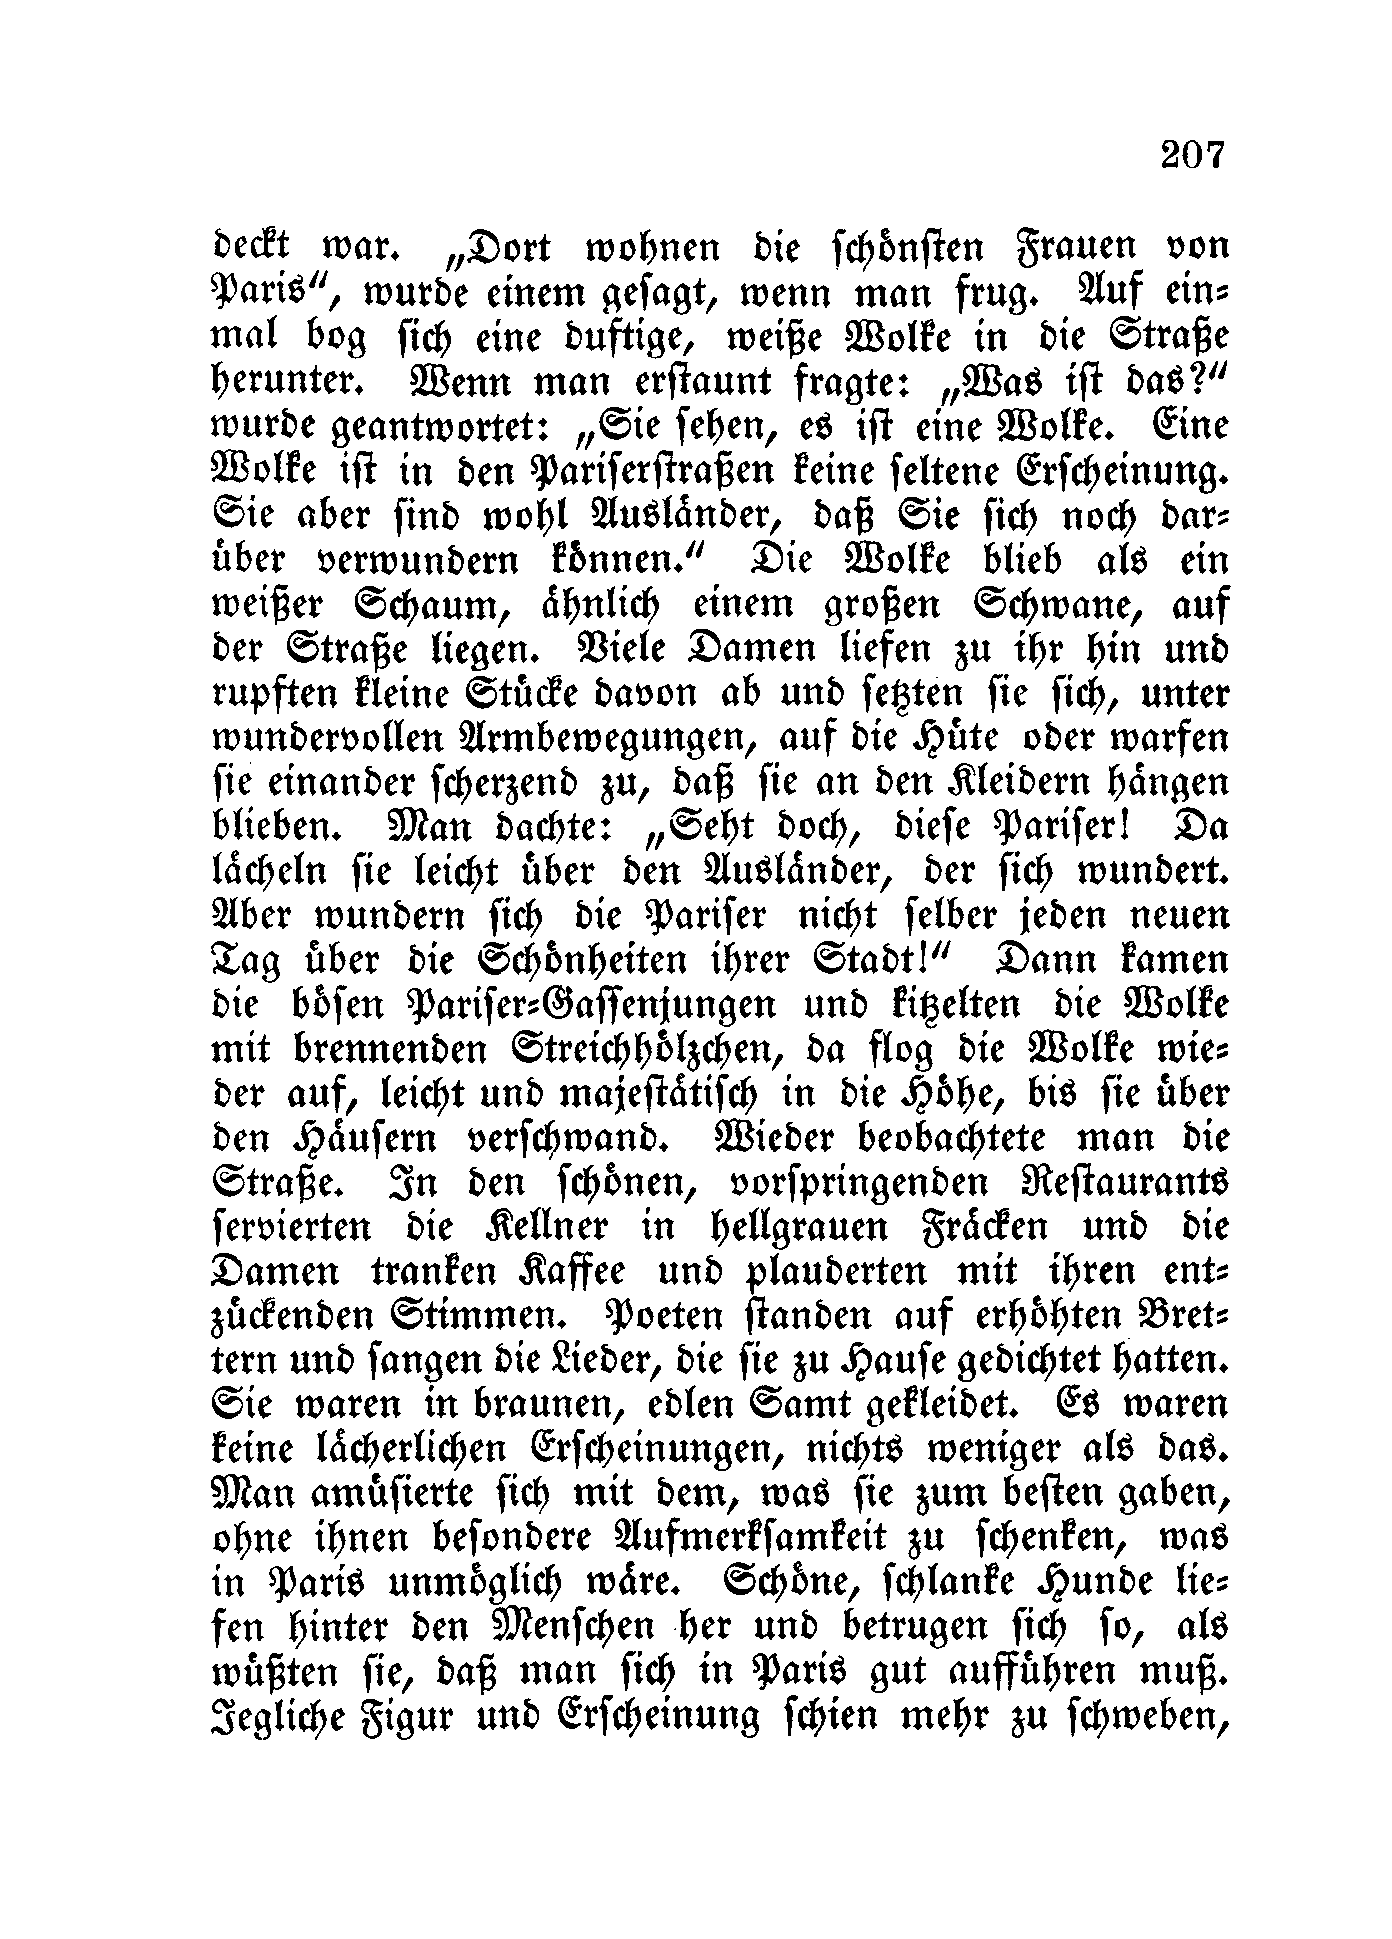 207
deckt war. „Dort wohnen die schönsten Frauen von
Paris“, wurde einem gesagt, wenn man frug. Auf ein=
mal bog sich eine duftige, weiße Wolke in die Straße
herunter. Wenn man erstaunt fragte: „Was ist das?“
wurde geantwortet: „Sie sehen, es ist eine Wolke. Eine
Wolke ist in den Pariserstraßen keine seltene Erscheinung.
Sie aber sind wohl Ausländer, daß Sie sich noch dar=
über verwundern können.“ Die Wolke blieb als ein
weißer Schaum, ähnlich einem großen Schwane, auf
der Straße liegen. Viele Damen liefen zu ihr hin und
rupften kleine Stücke davon ab und setzten sie sich, unter
wundervollen Armbewegungen, auf die Hüte oder warfen
sie einander scherzend zu, daß sie an den Kleidern hängen
blieben. Man dachte: „Seht doch, diese Pariser! Da
lächeln sie leicht über den Ausländer, der sich wundert.
Aber wundern sich die Pariser nicht selber jeden neuen
Tag über die Schönheiten ihrer Stadt!“ Dann kamen
die bösen Pariser=Gassenjungen und kitzelten die Wolke
mit brennenden Streichhölzchen, da flog die Wolke wie=
der auf, leicht und majestätisch in die Höhe, bis sie über
den Häusern verschwand. Wieder beobachtete man die
Straße. In den schönen, vorspringenden Restaurants
servierten die Kellner in hellgrauen Fräcken und die
Damen tranken Kaffee und plauderten mit ihren ent=
zückenden Stimmen. Poeten standen auf erhöhten Bret=
tern und sangen die Lieder, die sie zu Hause gedichtet hatten.
Sie waren in braunen, edlen Samt gekleidet. Es waren
keine lächerlichen Erscheinungen, nichts weniger als das.
Man amüsierte sich mit dem, was sie zum besten gaben,
ohne ihnen besondere Aufmerksamkeit zu schenken, was
in Paris unmöglich wäre. Schöne, schlanke Hunde lie=
fen hinter den Menschen her und betrugen sich so, als
wüßten sie, daß man sich in Paris gut aufführen muß.
Jegliche Figur und Erscheinung schien mehr zu schweben,